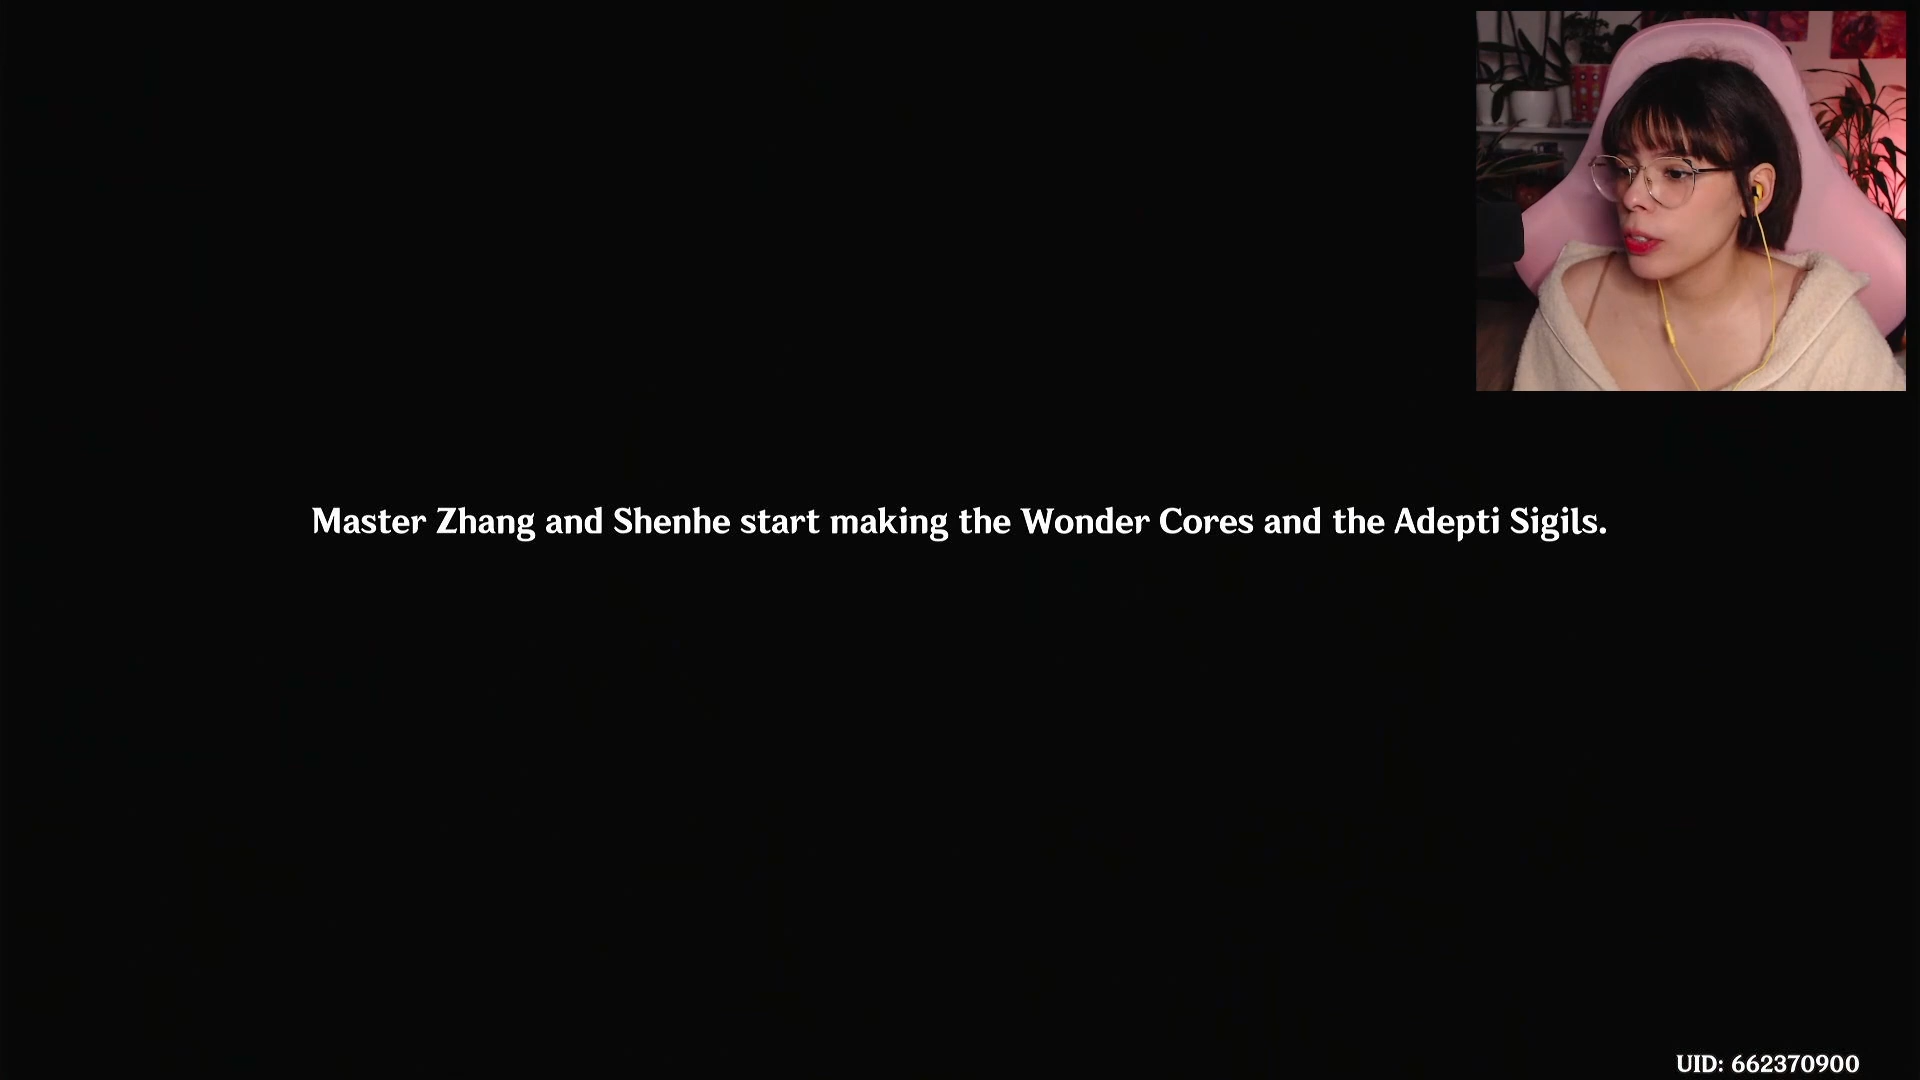 Master Zhang and Shenhe start making the Wonder Cores and the Adepti Sigils.
UID: 662370900